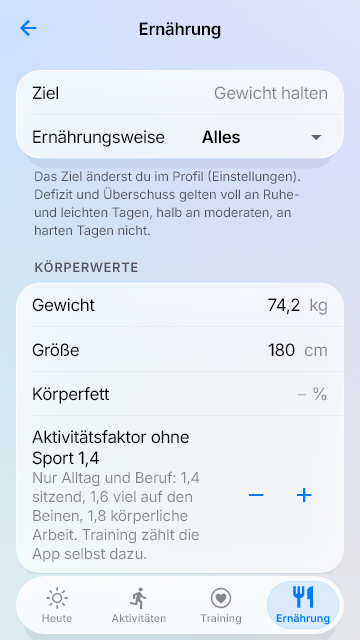 Ernährung
Ziel Gewicht halten
Ernährungsweise Alles
Das Ziel änderst du im Profil (Einstellungen).
Defizit und Überschuss gelten voll an Ruhe-
und leichten Tagen, halb an moderaten, an
harten Tagen nicht.
KÖRPERWERTE
Gewicht 74,2 kg
Größe 180 cm
Körperfett – %
Aktivitätsfaktor ohne
Sport 1,4
Nur Alltag und Beruf: 1,4
sitzend, 1,6 viel auf den
Beinen, 1,8 körperliche
Arbeit. Training zählt die
App selbst dazu.
Heute Aktivitäten Training Ernährung